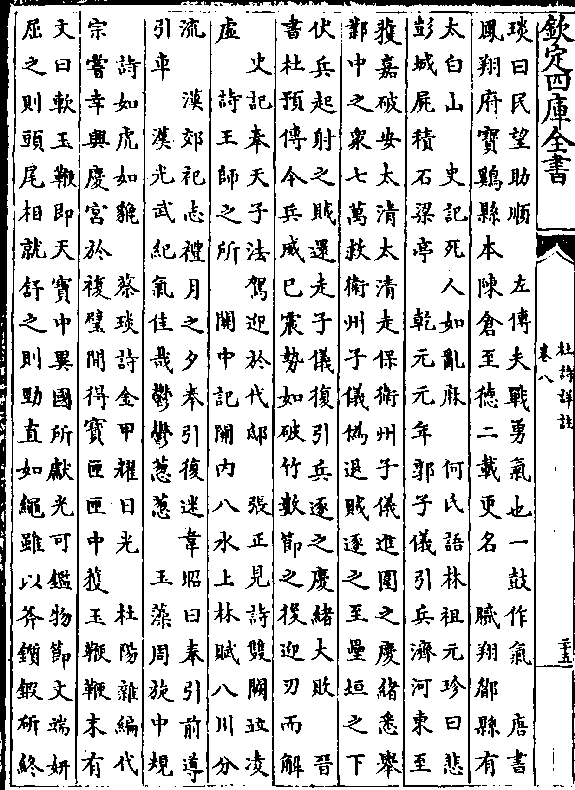 欽定四庫全書
杜詩詳註
卷八
二十五
琰曰民望助順　左傳夫戰勇氣也一鼓作氣　唐書
鳳翔府寶鷄縣本陳倉至德二載更名　鳳翔郿縣有
太白山　史記死人如亂麻　何氏語林祖元珍曰悲
彭城屍積石梁亭　乾元元年郭子儀引兵濟河東至
獲嘉破安太清太清走保衛州子儀進圍之慶緒悉舉
鄴中之衆七萬救衛州子儀偽退賊逐之至壘垣之下
伏兵起射之賊還走子儀復引兵逐之慶緒大敗　晉
書杜預傳今兵威已震勢如破竹數節之後迎刃而解
　史記奉天子法駕迎於代邸　張正見詩雙闕竝凌
虛　詩王師之所　關中記關內八水上林賦八川分
流　漢郊祀志禮月之夕奉引復迷韋昭曰奉引前導
引車　漢光武紀氣佳哉鬱鬱蔥蔥　玉藻周旋中規
　詩如虎如貔　蔡琰詩金甲耀日光　杜陽雜編代
宗嘗幸興慶宮於複壁間得寶匣匣中獲玉鞭鞭末有
文曰軟玉鞭即天寶中異國所獻光可鑑物節文端妍
屈之則頭尾相就舒之則勁直如繩雖以斧鑕鍛斫終